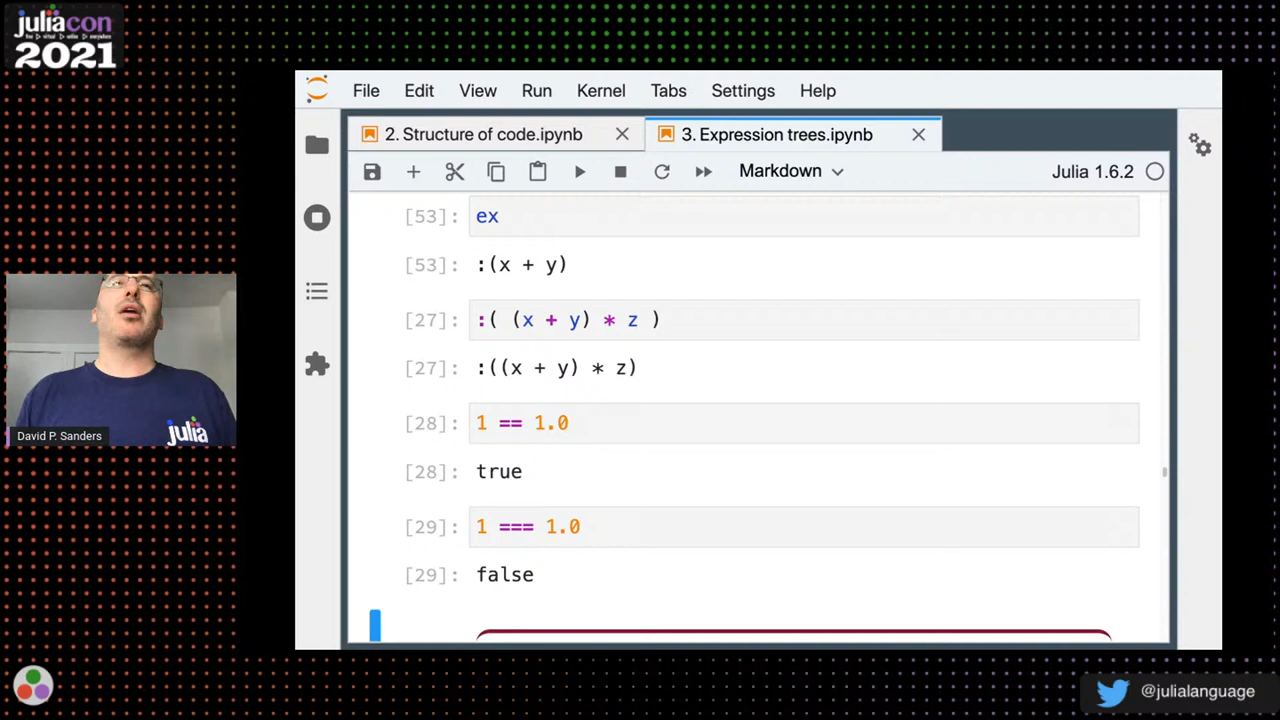 juliacon
2021
File Edit View Run Kernel Tabs Settings Help
2. Structure of code.ipynb
3. Expression trees.ipynb
Markdown
Julia 1.6.2
[53]: ex
[53]: :(x + y)
[27]: :( (x + y) * z )
[27]: :((x + y) * z)
[28]: 1 == 1.0
[28]: true
[29]: 1 === 1.0
[29]: false
julia
David P. Sanders
@julialanguage